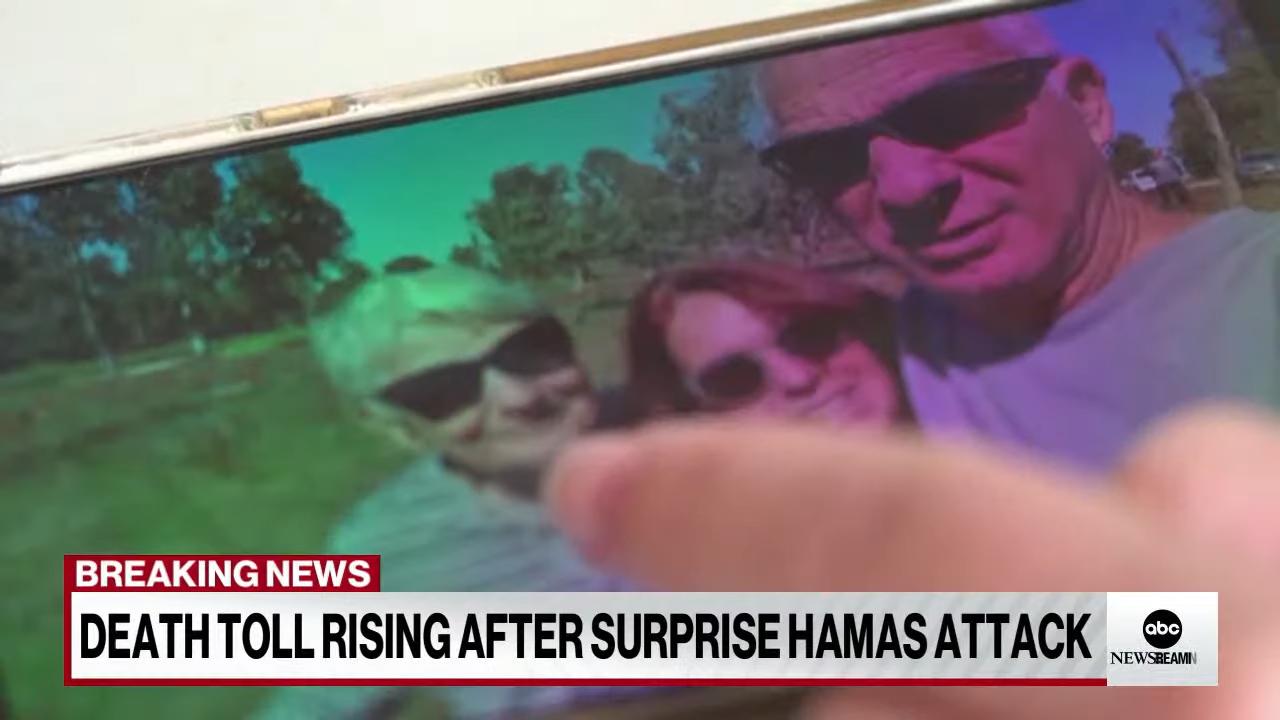 BREAKING NEWS
DEATH TOLL RISING AFTER SURPRISE HAMAS ATTACK
abc
NEWS